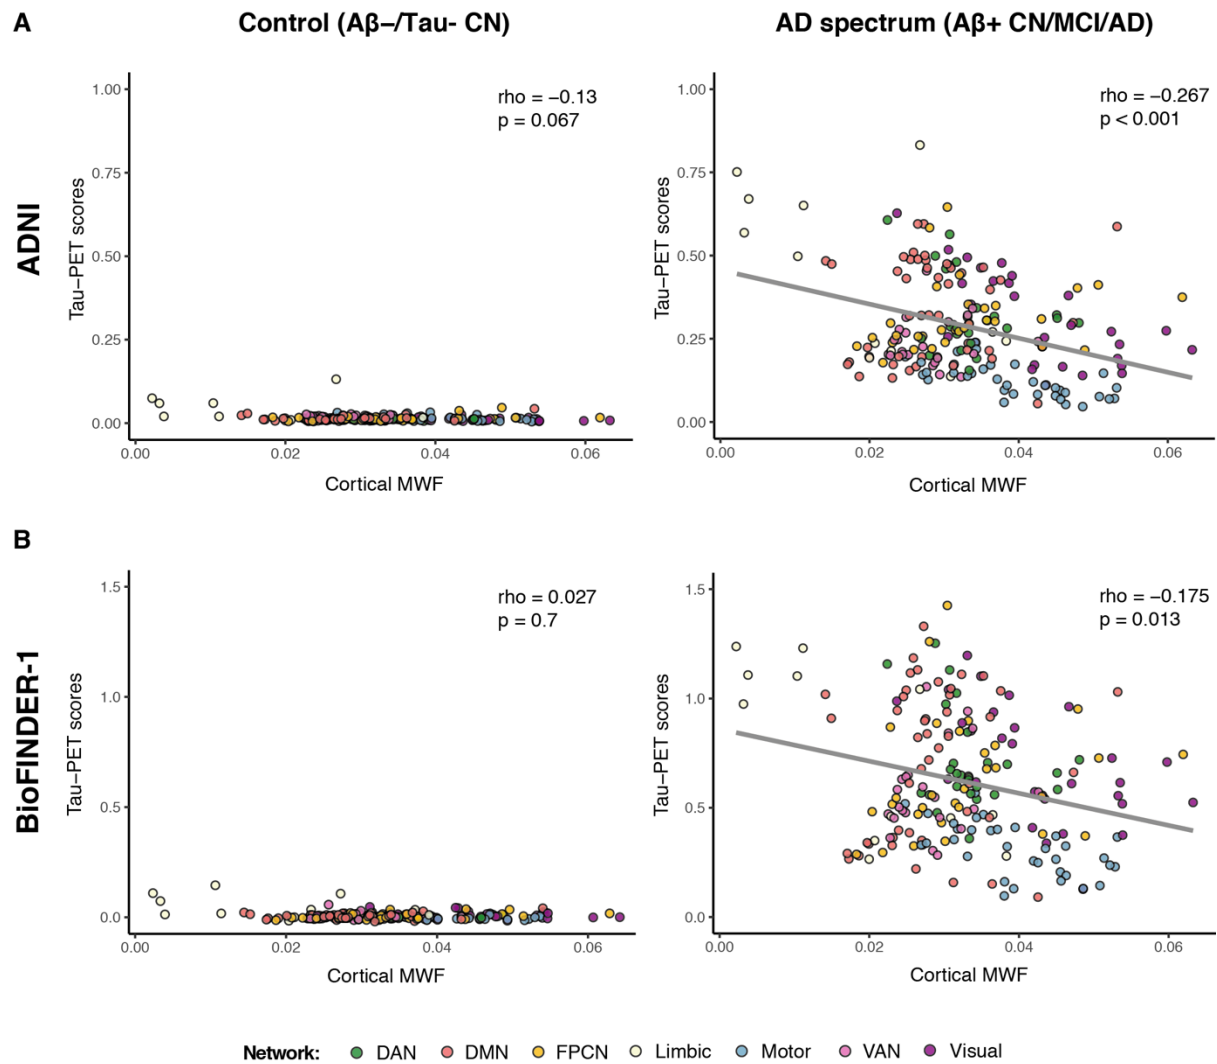 A
Control (Aβ−/Tau- CN)
AD spectrum (Aβ+ CN/MCI/AD)
ADNI
Tau−PET scores
1.00
0.75
0.50
0.25
0.00
rho = −0.13
p = 0.067
0.00 0.02 0.04 0.06
Cortical MWF
Tau−PET scores
1.00
0.75
0.50
0.25
0.00
rho = −0.267
p < 0.001
0.00 0.02 0.04 0.06
Cortical MWF
B
BioFINDER-1
Tau−PET scores
1.5
1.0
0.5
0.0
rho = 0.027
p = 0.7
0.00 0.02 0.04 0.06
Cortical MWF
Tau−PET scores
1.5
1.0
0.5
0.0
rho = −0.175
p = 0.013
0.00 0.02 0.04 0.06
Cortical MWF
Network: DAN DMN FPCN Limbic Motor VAN Visual